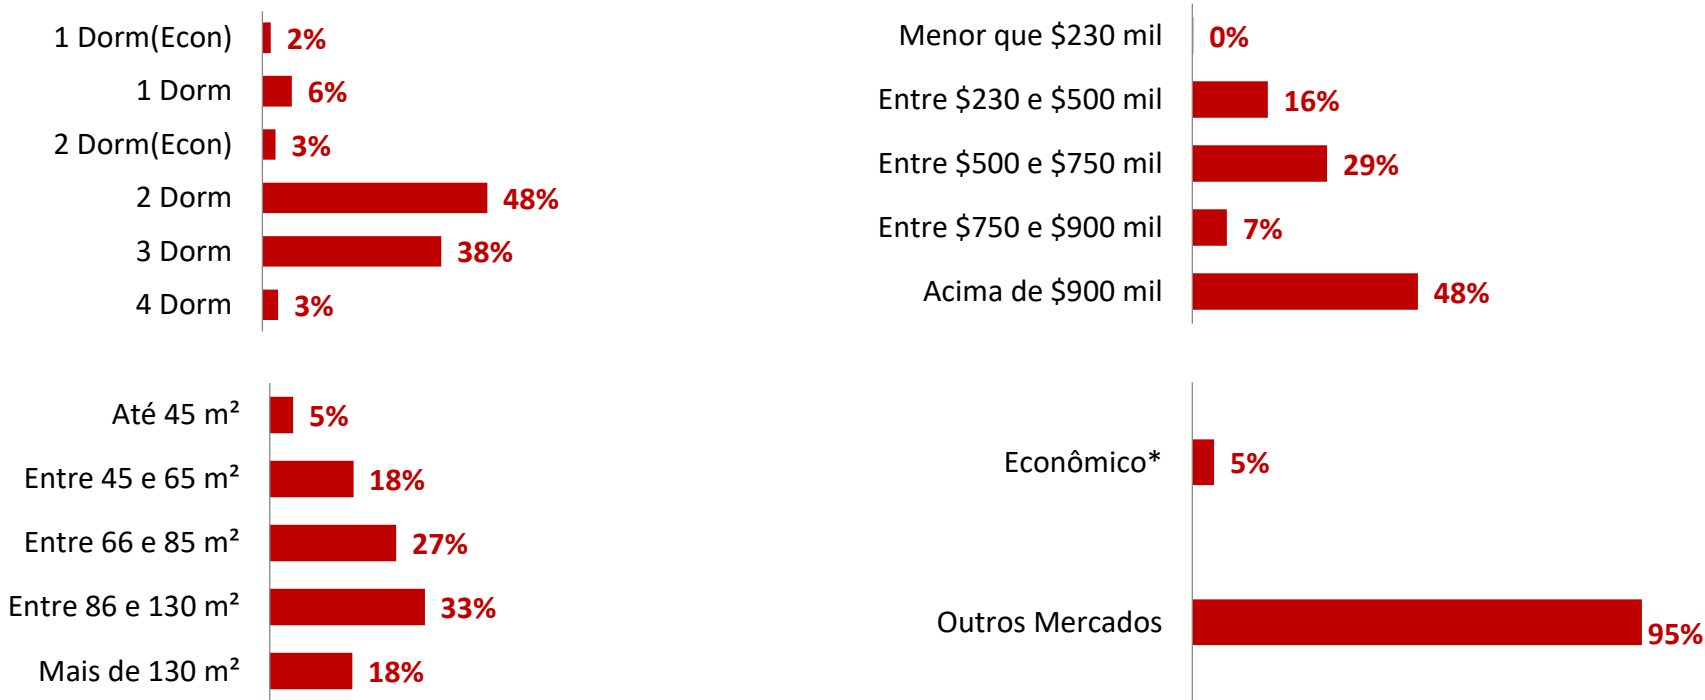 1 Dorm(Econ) 2%
1 Dorm 6%
2 Dorm(Econ) 3%
2 Dorm 48%
3 Dorm 38%
4 Dorm 3%
Menor que $230 mil 0%
Entre $230 e $500 mil 16%
Entre $500 e $750 mil 29%
Entre $750 e $900 mil 7%
Acima de $900 mil 48%
Até 45 m² 5%
Entre 45 e 65 m² 18%
Entre 66 e 85 m² 27%
Entre 86 e 130 m² 33%
Mais de 130 m² 18%
Econômico* 5%
Outros Mercados 95%